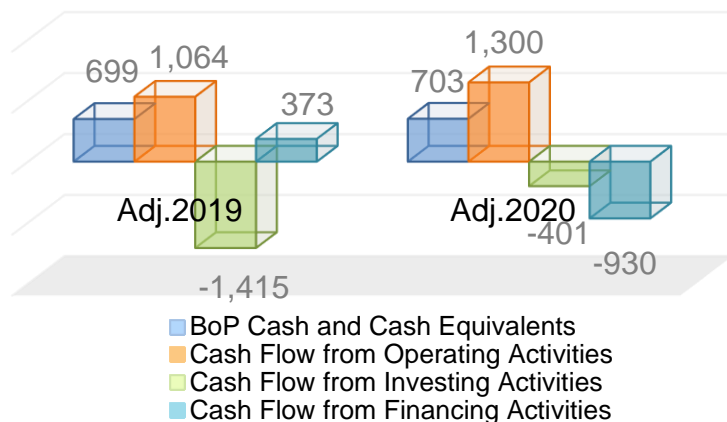 699
1,064
373
703
1,300
Adj.2019
Adj.2020
-401
-930
-1,415
BoP Cash and Cash Equivalents
Cash Flow from Operating Activities
Cash Flow from Investing Activities
Cash Flow from Financing Activities